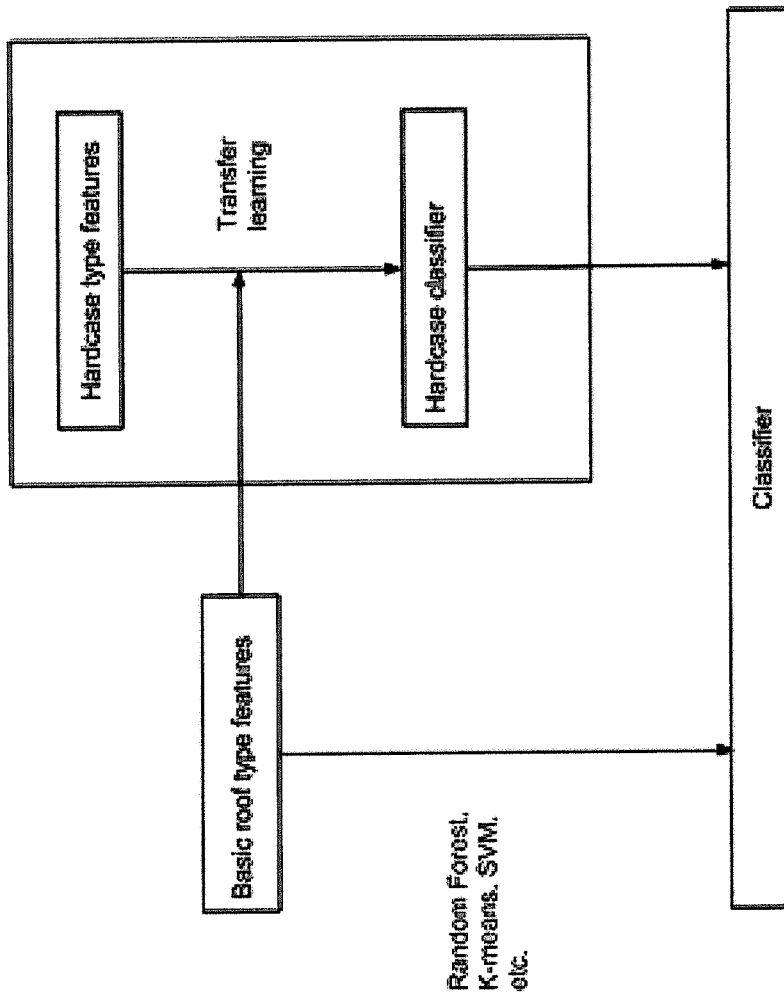 Hardcase type features
Transfer
learning
Hardcase classifier
Basic roof type features
Random Forest,
K-means, SVM,
etc.
Classifier